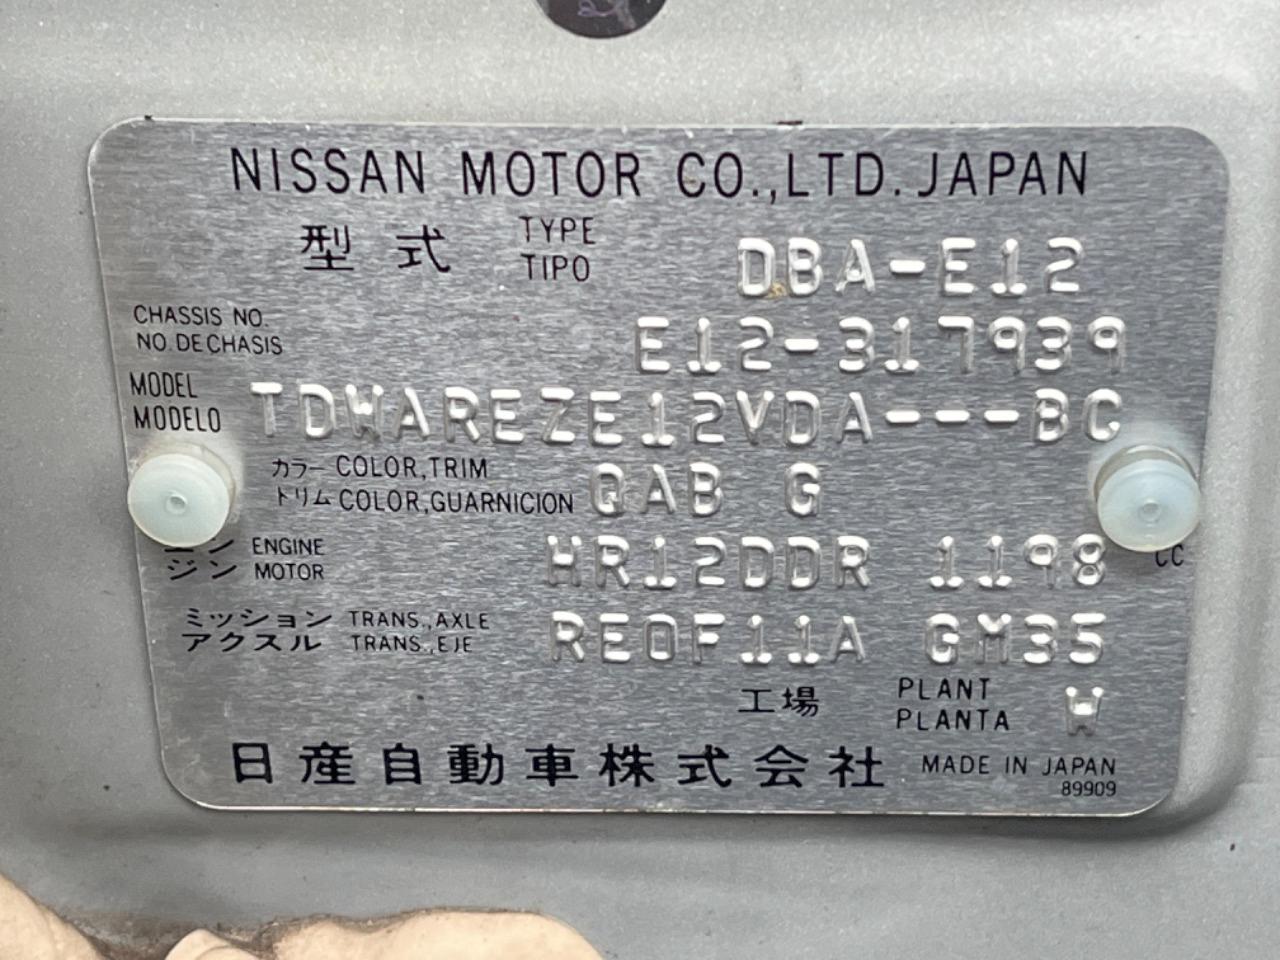 NISSAN MOTOR CO.,LTD. JAPAN
型式 TYPE DBA-E12
TIPO
CHASSIS NO. E12-317939
NO. DE CHASIS
MODEL TDWAREZE12VDA---BC
MODELO
カラー COLOR,TRIM QAB G
トリム COLOR,GUARNICION
エン ENGINE HR12DDR 1198 CC
ジン MOTOR
ミッション TRANS.,AXLE RE0F11A GM35
アクスル TRANS.,EJE
工場 PLANT W
PLANTA
日産自動車株式会社 MADE IN JAPAN
89909